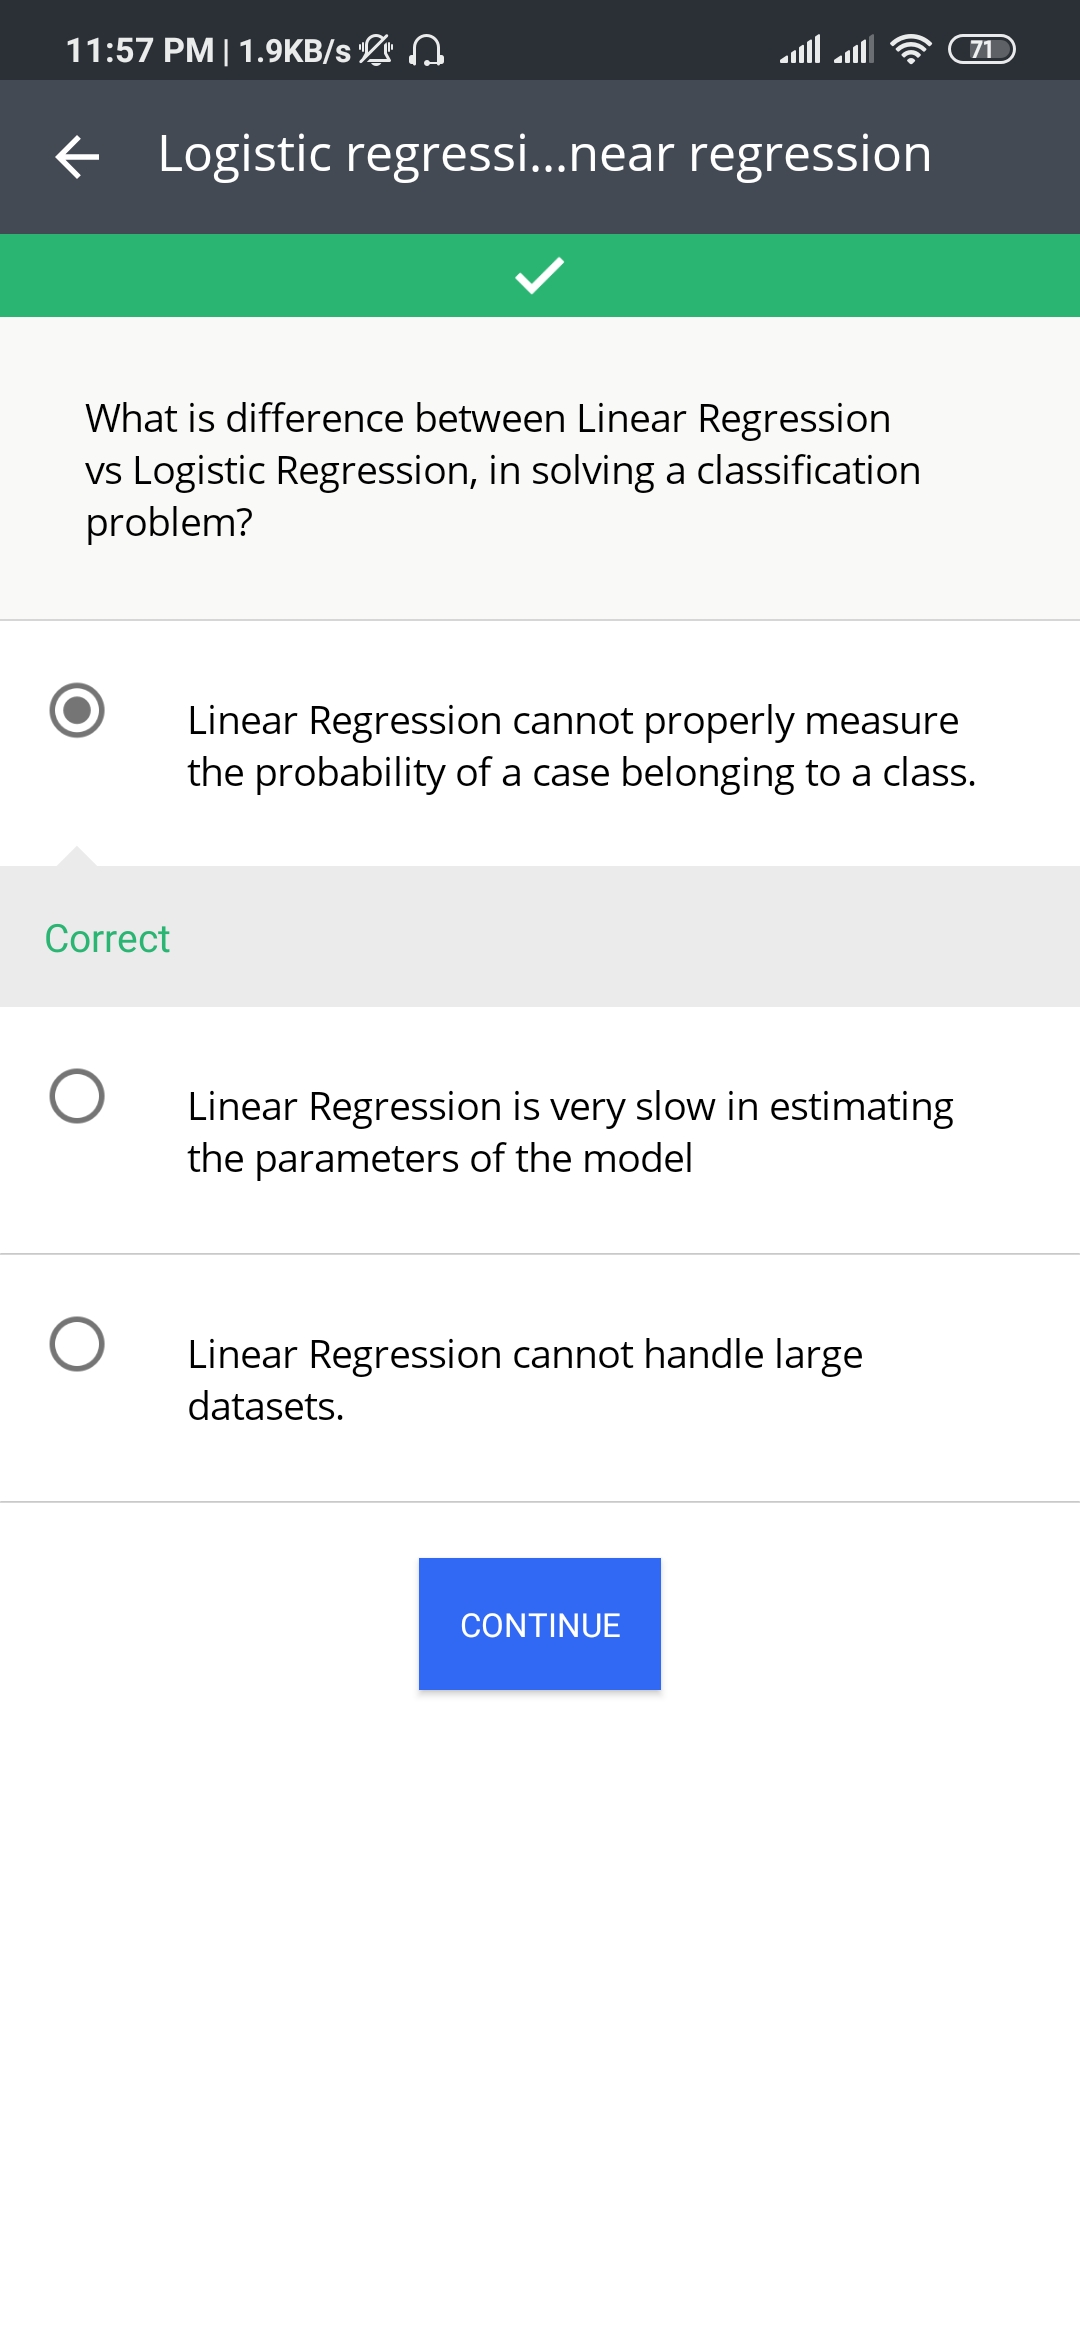 11:57 PM | 1.9KB/s 71
Logistic regressi...near regression
What is difference between Linear Regression
vs Logistic Regression, in solving a classification
problem?
Linear Regression cannot properly measure
the probability of a case belonging to a class.
Correct
Linear Regression is very slow in estimating
the parameters of the model
Linear Regression cannot handle large
datasets.
CONTINUE